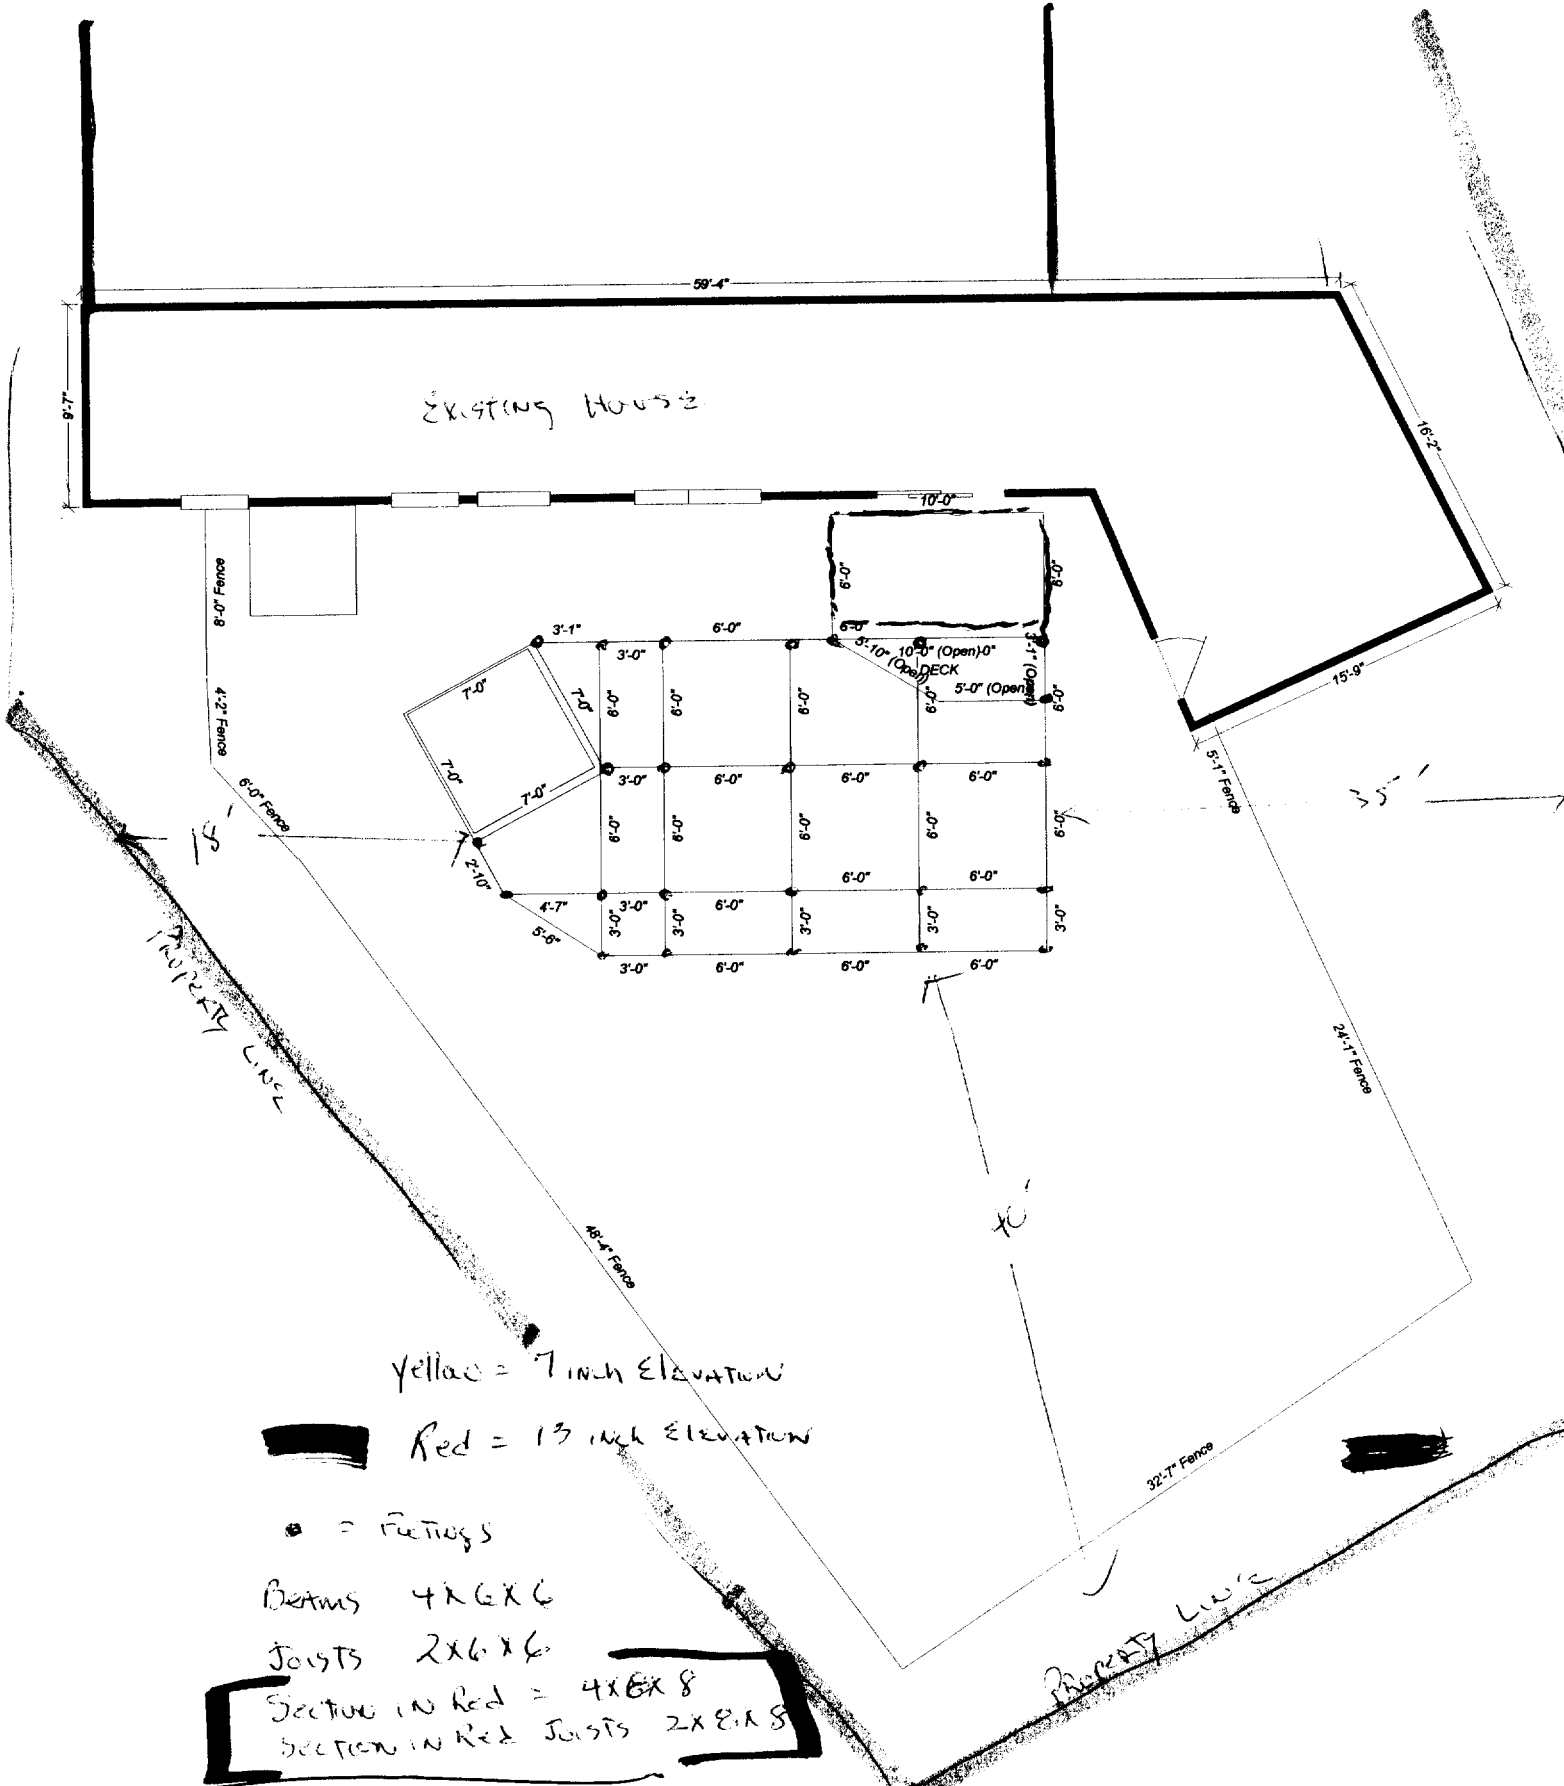 59'-4"
9'-7"
EXISTING HOUSE
16'-2"
10'-0"
8'-0" Fence
6'-0"
6'-0"
3'-1"
3'-0"
6'-0"
6'-0"
5'-10" (Open)
10'-0" (Open)
DECK
3'-1" (Open)
5'-0" (Open)
15'-9"
7'-0"
7'-0"
6'-0"
6'-0"
6'-0"
6'-0"
6'-0"
4'-2" Fence
7'-0"
7'-0"
3'-0"
6'-0"
6'-0"
6'-0"
5'-1" Fence
6'-0" Fence
18'
35'
6'-0"
6'-0"
6'-0"
6'-0"
6'-0"
2'-10"
6'-0"
6'-0"
4'-7"
3'-0"
6'-0"
5'-6"
3'-0"
3'-0"
3'-0"
3'-0"
3'-0"
3'-0"
6'-0"
6'-0"
6'-0"
PROPERTY LINE
24'-1" Fence
40'
48'-4" Fence
Yellow = 7 inch Elevation
Red = 13 inch Elevation
32'-7" Fence
= Footings
Beams 4x6x6
Joists 2x6x6
Section in Red = 4x6x8
Section in Red Joists 2x8x8
PROPERTY LINE